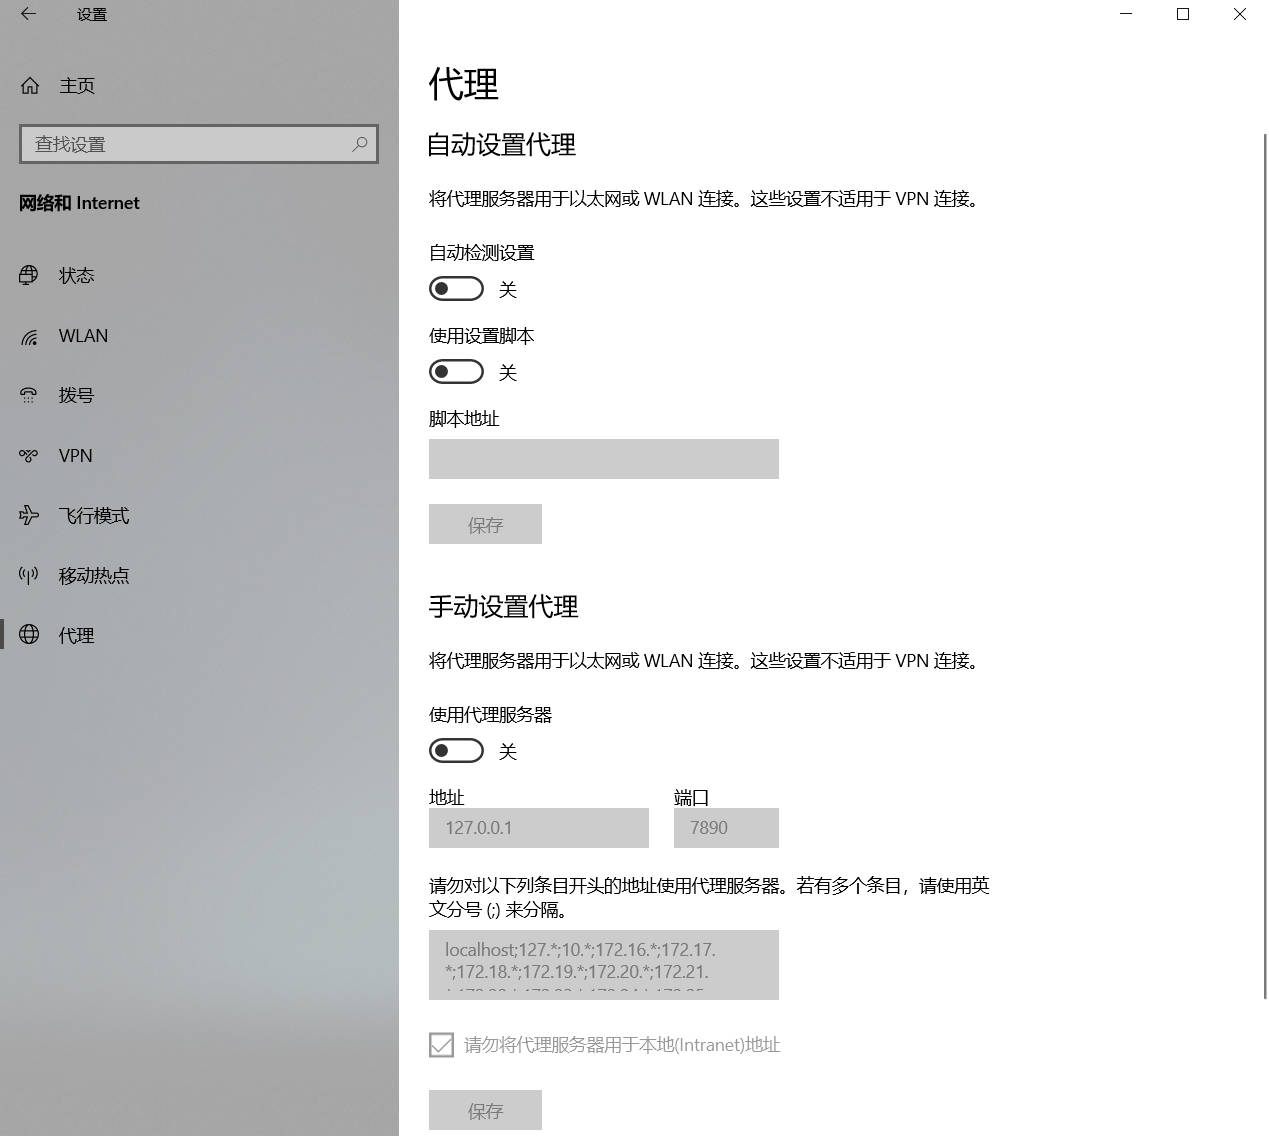 设置
主页
查找设置
网络和 Internet
状态
WLAN
拨号
VPN
飞行模式
移动热点
代理
代理
自动设置代理
将代理服务器用于以太网或 WLAN 连接。这些设置不适用于 VPN 连接。
自动检测设置
关
使用设置脚本
关
脚本地址
保存
手动设置代理
将代理服务器用于以太网或 WLAN 连接。这些设置不适用于 VPN 连接。
使用代理服务器
关
地址 端口
127.0.0.1 7890
请勿对以下列条目开头的地址使用代理服务器。若有多个条目，请使用英
文分号 (;) 来分隔。
localhost;127.*;10.*;172.16.*;172.17.
*;172.18.*;172.19.*;172.20.*;172.21.
请勿将代理服务器用于本地(Intranet)地址
保存